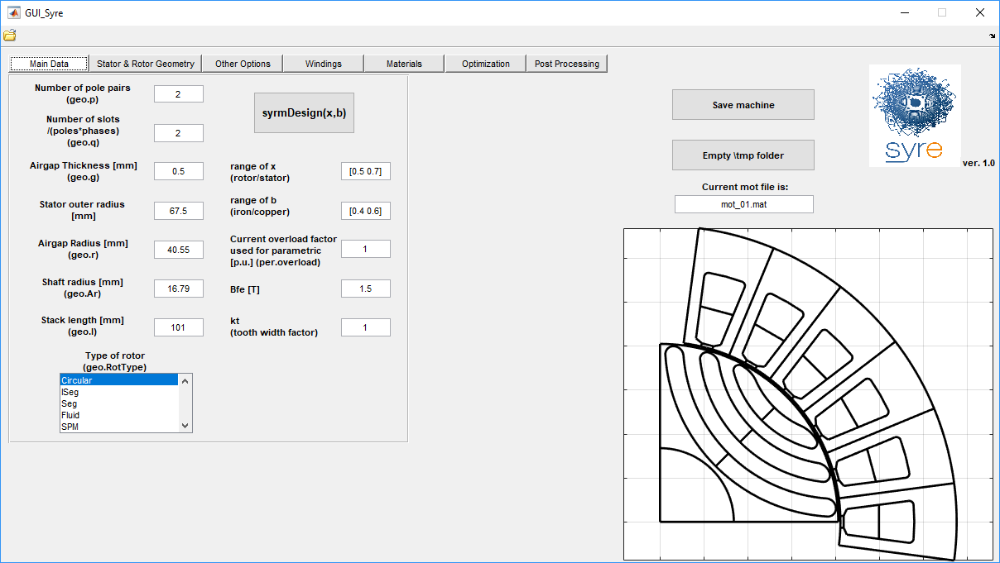 GUI_Syre
Main Data
Stator & Rotor Geometry
Other Options
Windings
Materials
Optimization
Post Processing
Number of pole pairs
(geo.p)
2
Number of slots
/(poles*phases)
(geo.q)
2
Airgap Thickness [mm]
(geo.g)
0.5
Stator outer radius
[mm]
67.5
Airgap Radius [mm]
(geo.r)
40.55
Shaft radius [mm]
(geo.Ar)
16.79
Stack length [mm]
(geo.l)
101
Type of rotor
(geo.RotType)
Circular
ISeg
Seg
Fluid
SPM
syrmDesign(x,b)
range of x
(rotor/stator)
[0.5 0.7]
range of b
(iron/copper)
[0.4 0.6]
Current overload factor
used for parametric
[p.u.] (per.overload)
1
Bfe [T]
1.5
kt
(tooth width factor)
1
Save machine
Empty \tmp folder
Current mot file is:
mot_01.mat
syre
ver. 1.0